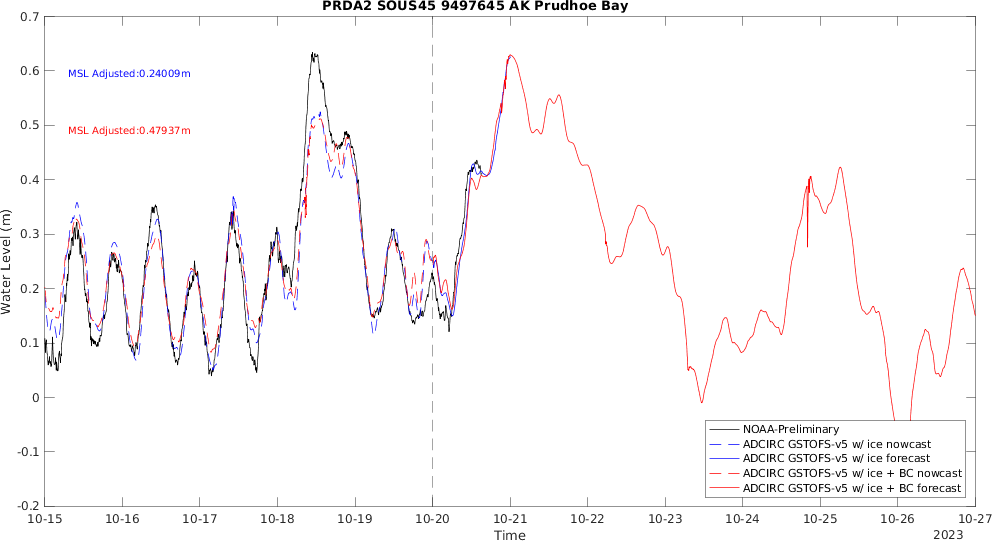 PRDA2 SOUS45 9497645 AK Prudhoe Bay
0.7
0.6
0.5
0.4
0.3
0.2
0.1
0
-0.1
-0.2
Water Level (m)
MSL Adjusted:0.24009m
MSL Adjusted:0.47937m
NOAA-Preliminary
ADCIRC GSTOFS-v5 w/ ice nowcast
ADCIRC GSTOFS-v5 w/ ice forecast
ADCIRC GSTOFS-v5 w/ ice + BC nowcast
ADCIRC GSTOFS-v5 w/ ice + BC forecast
10-15 10-16 10-17 10-18 10-19 10-20 10-21 10-22 10-23 10-24 10-25 10-26 10-27
Time
2023